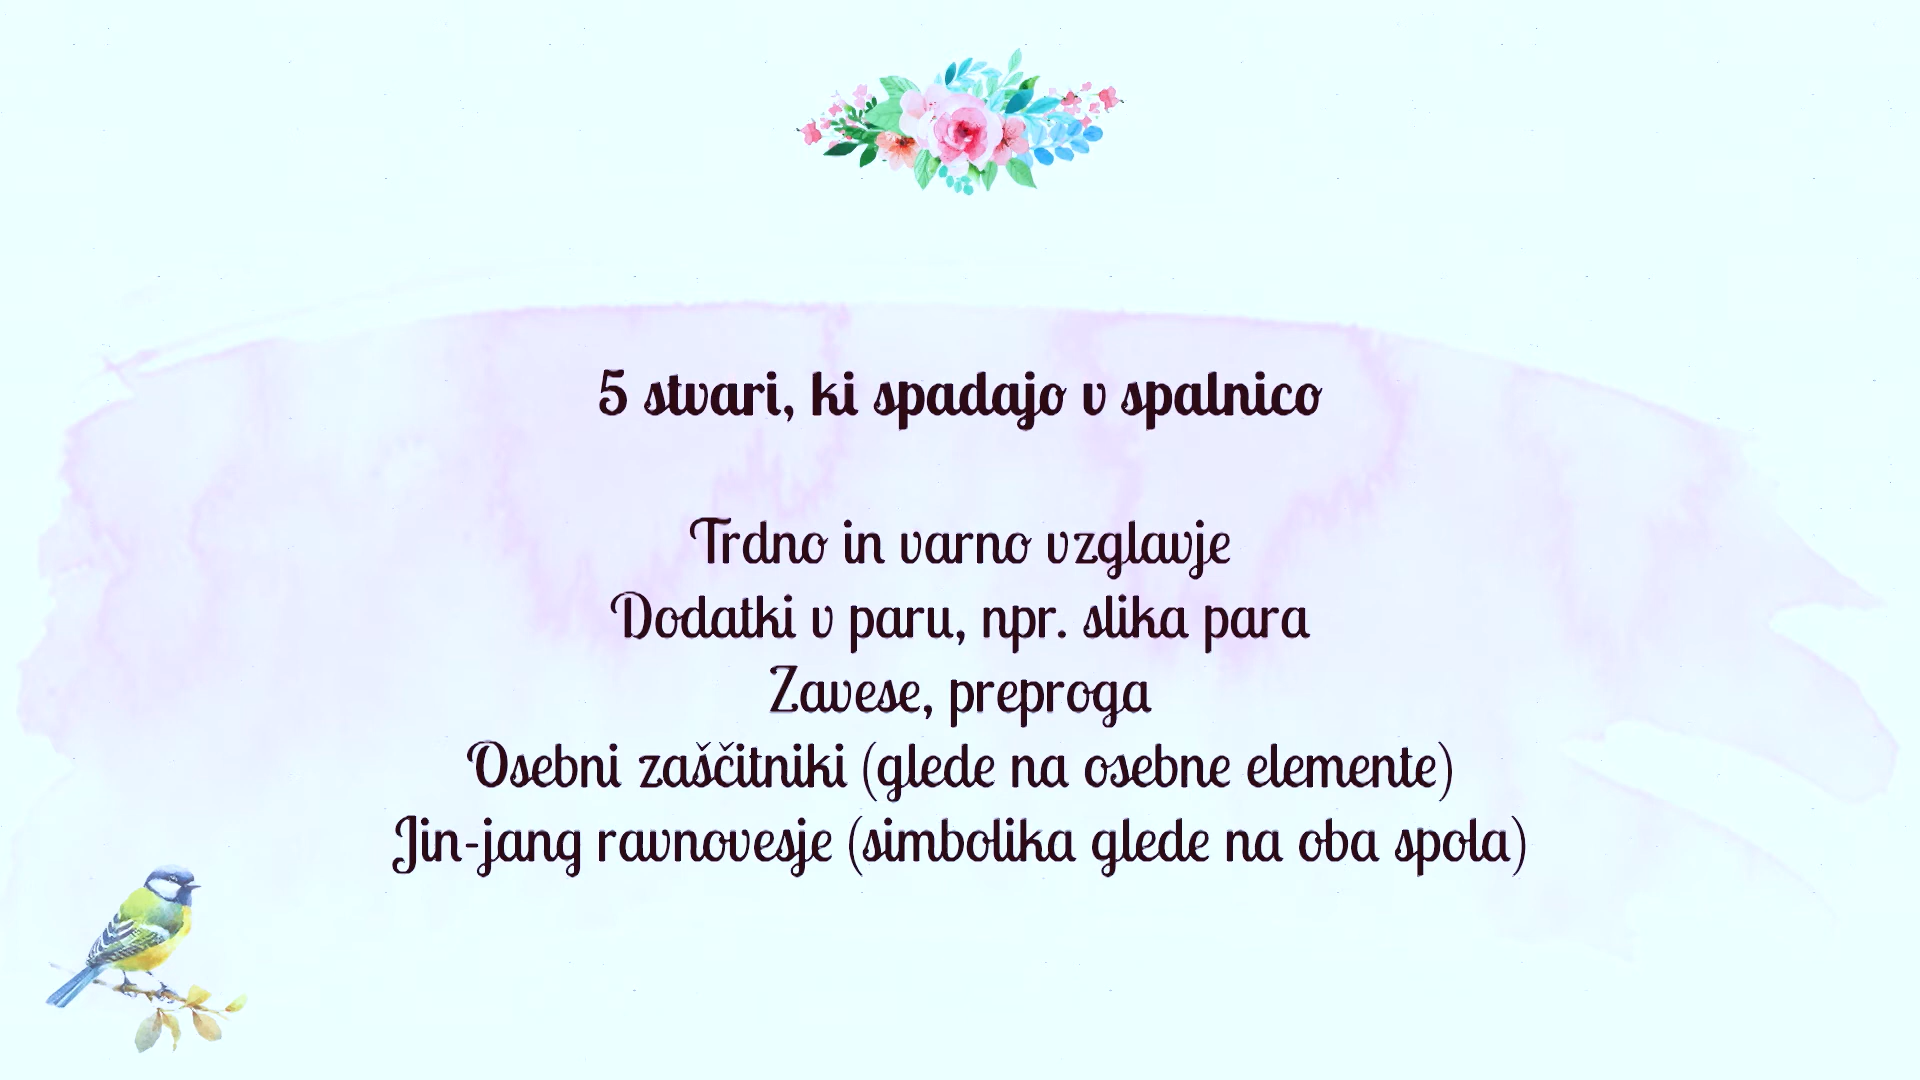 5 stvari, ki spadajo v spalnico
Trdno in varno vzglavje
Dodatki v paru, npr. slika para
Zavese, preproga
Osebni zaščitniki (glede na osebne elemente)
Jin-jang ravnovesje (simbolika glede na oba spola)